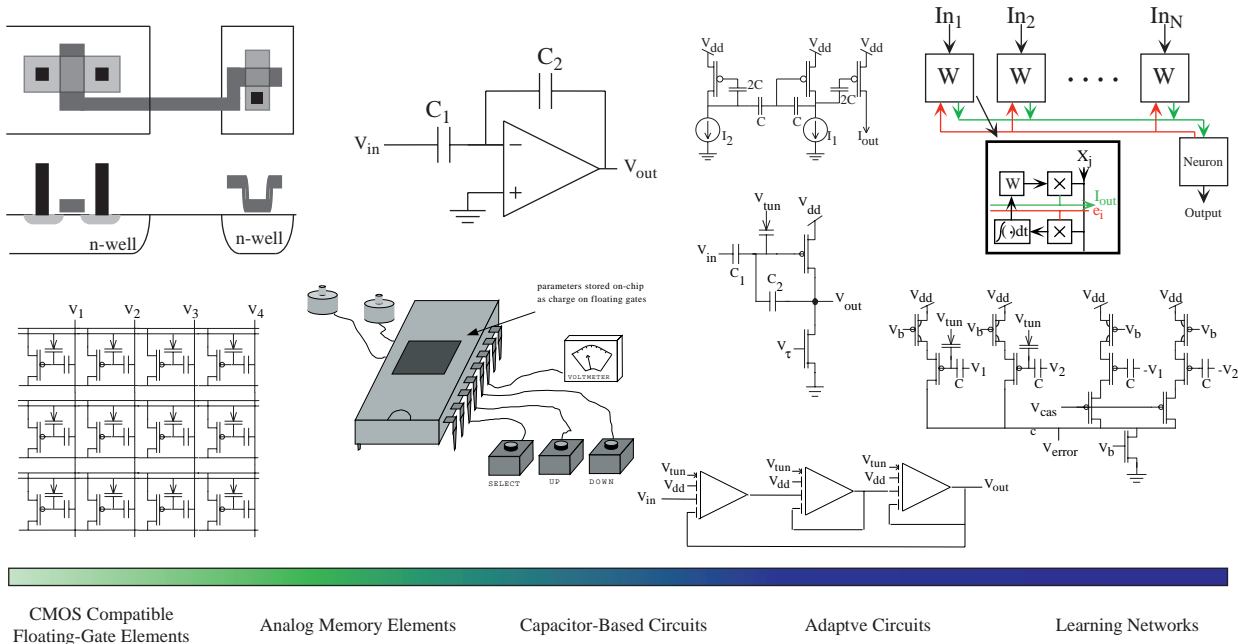 n-well
n-well
C1
C2
Vin
−
+
Vout
Vdd
Vdd
Vdd
2C
2C
C
C
I2
I1
Iout
In1
In2
InN
W
W
. . . .
W
Neuron
Output
Xj
W
×
Iout
ei
∫(·)dt
×
Vtun
Vdd
Vin
C1
C2
Vout
Vτ
V1
V2
V3
V4
parameters stored on-chip
as charge on floating gates
VOLTMETER
SELECT
UP
DOWN
Vdd
Vdd
Vdd
Vdd
Vb
Vtun
Vb
Vtun
Vb
Vb
V1
V2
-V1
-V2
C
C
C
C
Vcas
c
Verror
Vb
Vtun
Vdd
Vin
Vtun
Vdd
Vtun
Vdd
Vout
CMOS Compatible
Floating-Gate Elements
Analog Memory Elements
Capacitor-Based Circuits
Adaptve Circuits
Learning Networks